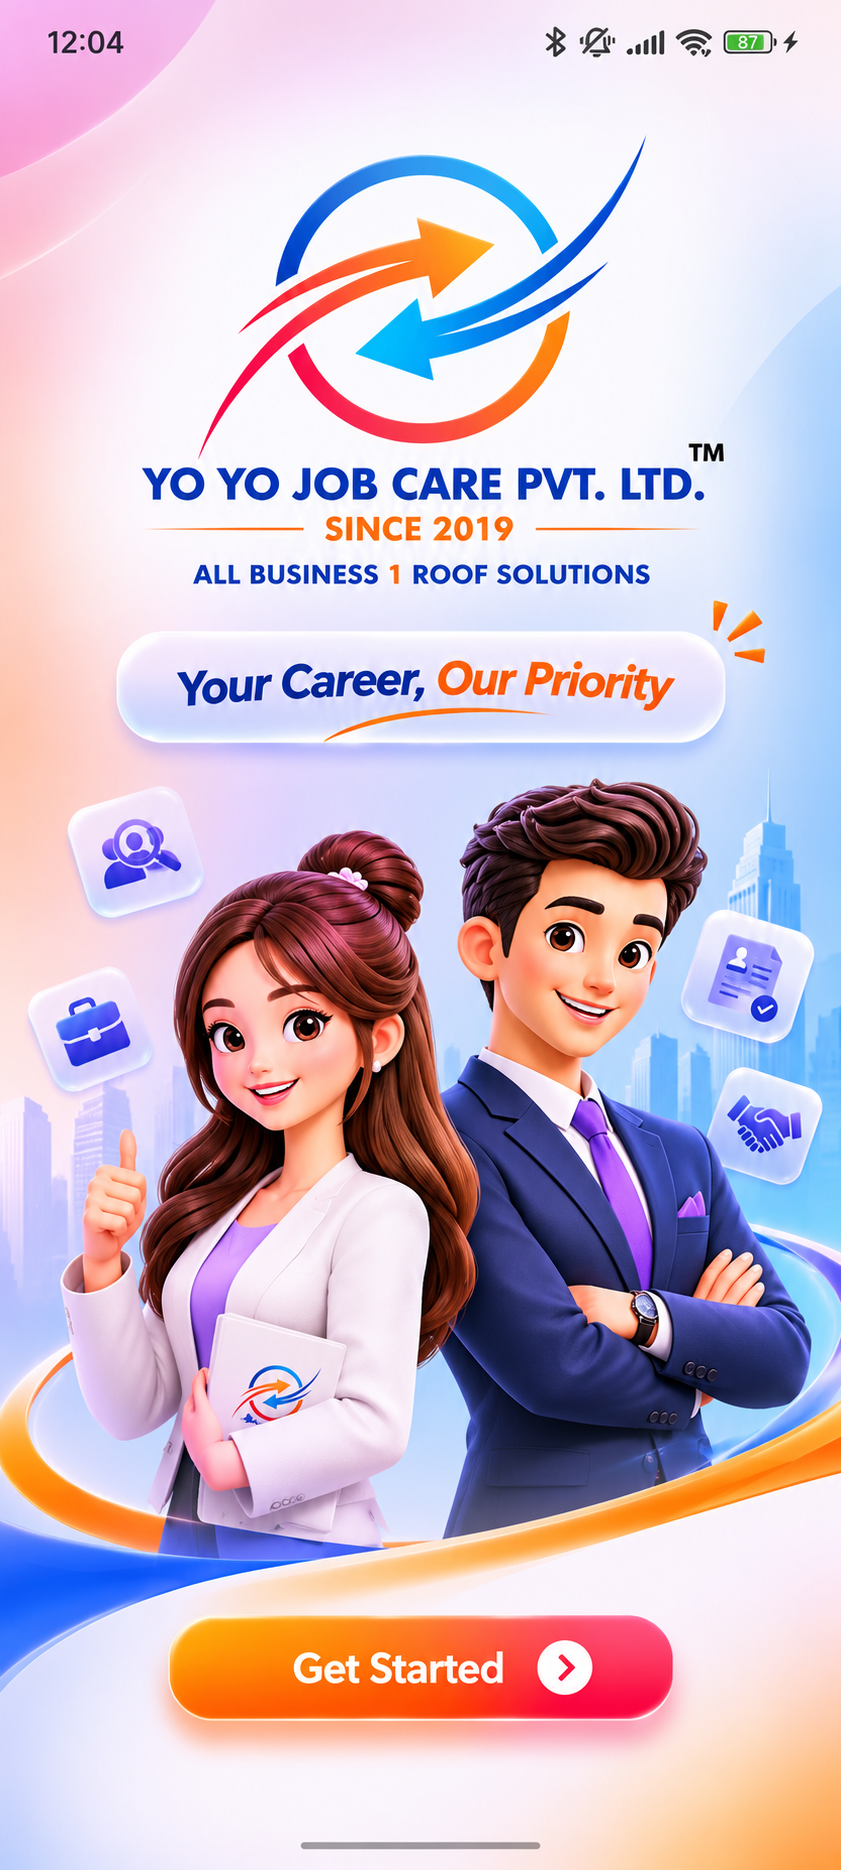 12:04
87
TM
YO YO JOB CARE PVT. LTD.
SINCE 2019
ALL BUSINESS 1 ROOF SOLUTIONS
Your Career, Our Priority
Get Started